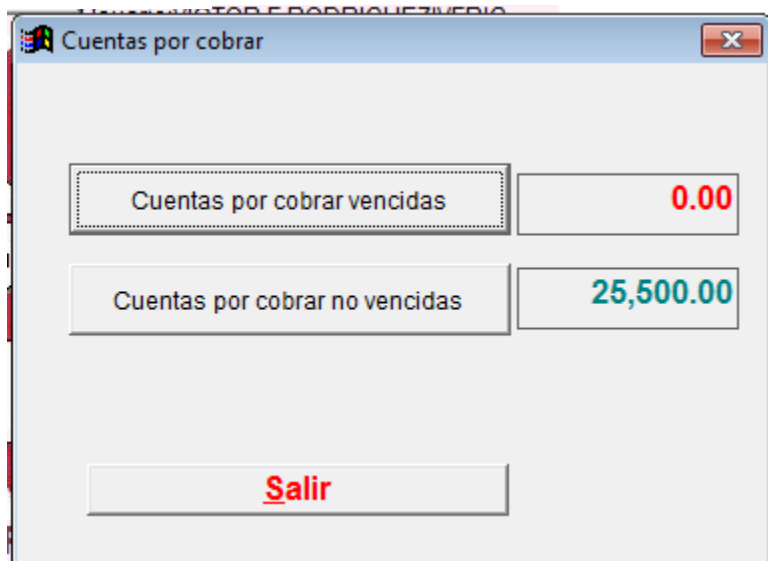 Cuentas por cobrar
Cuentas por cobrar vencidas
0.00
Cuentas por cobrar no vencidas
25,500.00
Salir